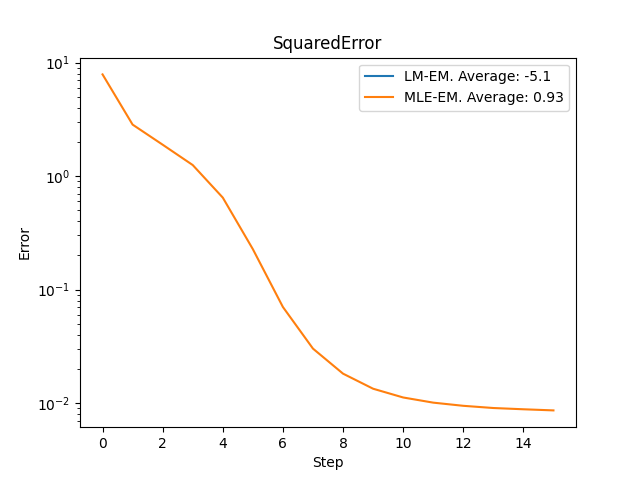 SquaredError
LM-EM. Average: -5.1
MLE-EM. Average: 0.93
Error
10¹
10⁰
10⁻¹
10⁻²
0 2 4 6 8 10 12 14
Step